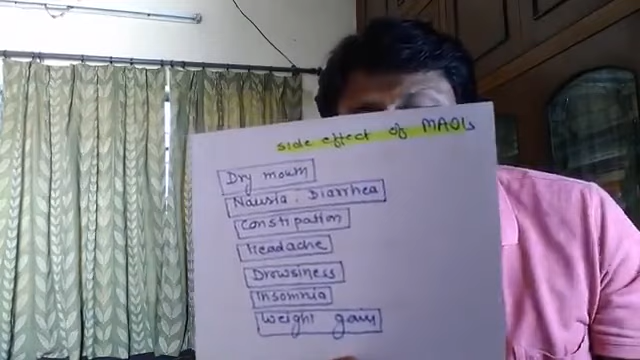 side effect of MAOIs
Dry mouth
Nausia, Diarrhea
Constipation
Headache
Drowsiness
Insomnia
Weight gain